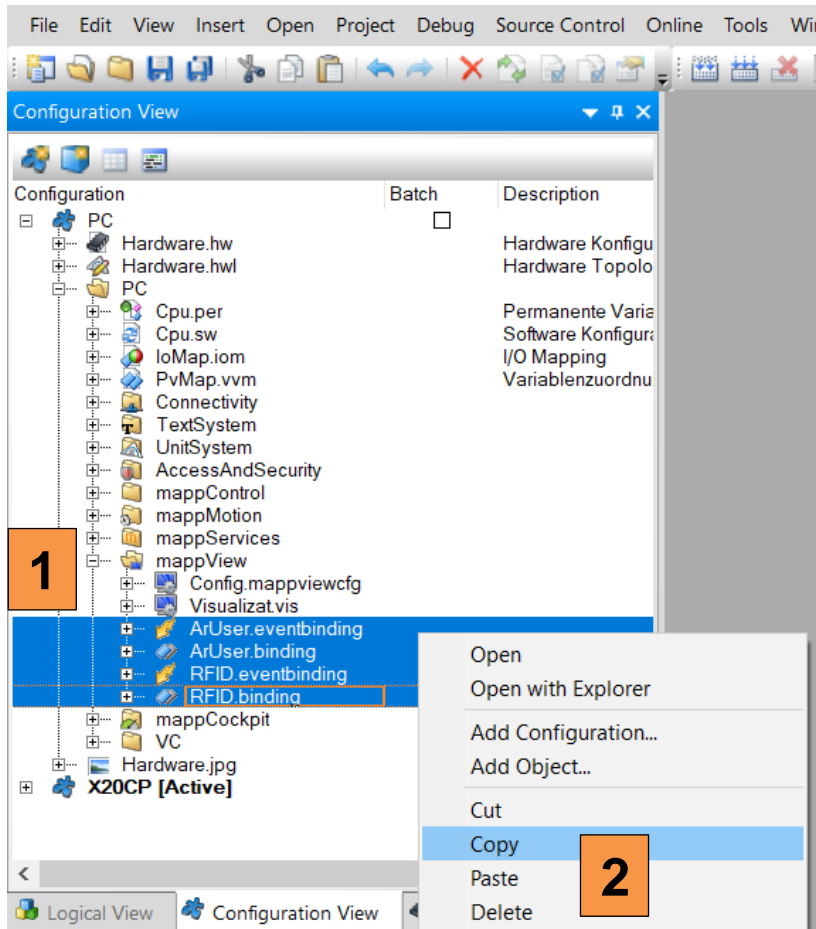 File Edit View Insert Open Project Debug Source Control Online Tools Wi
Configuration View
Configuration Batch Description
PC
Hardware.hw Hardware Konfigu
Hardware.hwl Hardware Topolo
PC
Cpu.per Permanente Varia
Cpu.sw Software Konfigura
IoMap.iom I/O Mapping
PvMap.vvm Variablenzuordnu
Connectivity
TextSystem
UnitSystem
AccessAndSecurity
mappControl
mappMotion
mappServices
1
mappView
Config.mappviewcfg
Visualizat.vis
ArUser.eventbinding
ArUser.binding
RFID.eventbinding
RFID.binding
mappCockpit
VC
Hardware.jpg
X20CP [Active]
Open
Open with Explorer
Add Configuration...
Add Object...
Cut
Copy
Paste
2
Delete
Logical View Configuration View